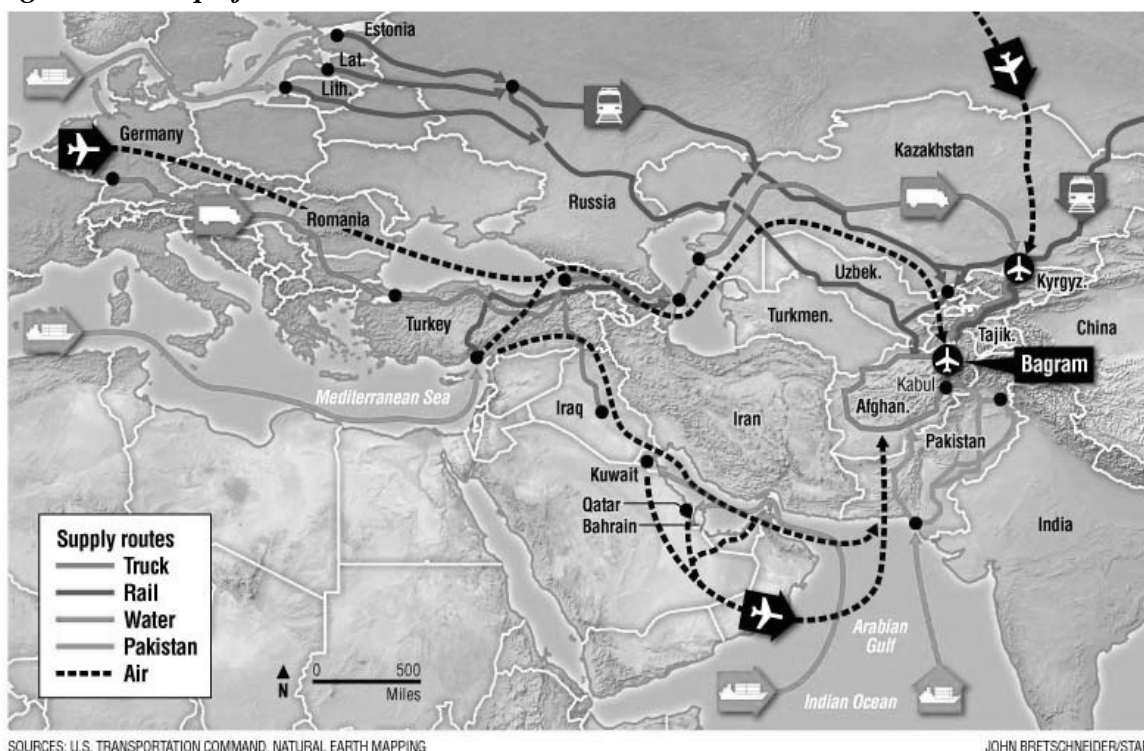 Estonia
Lat.
Lith.
Germany
Kazakhstan
Russia
Romania
Uzbek.
Kyrgyz.
Turkey
Turkmen.
China
Tajik.
Bagram
Mediterranean Sea
Kabul
Iraq
Iran
Afghan.
Pakistan
Kuwait
Qatar
Bahrain
India
Supply routes
Truck
Rail
Water
Pakistan
Air
Arabian
Gulf
0 500
N
Miles
Indian Ocean
SOURCES: U.S. TRANSPORTATION COMMAND, NATURAL EARTH MAPPING
JOHN BRETSCHNEIDER/STA